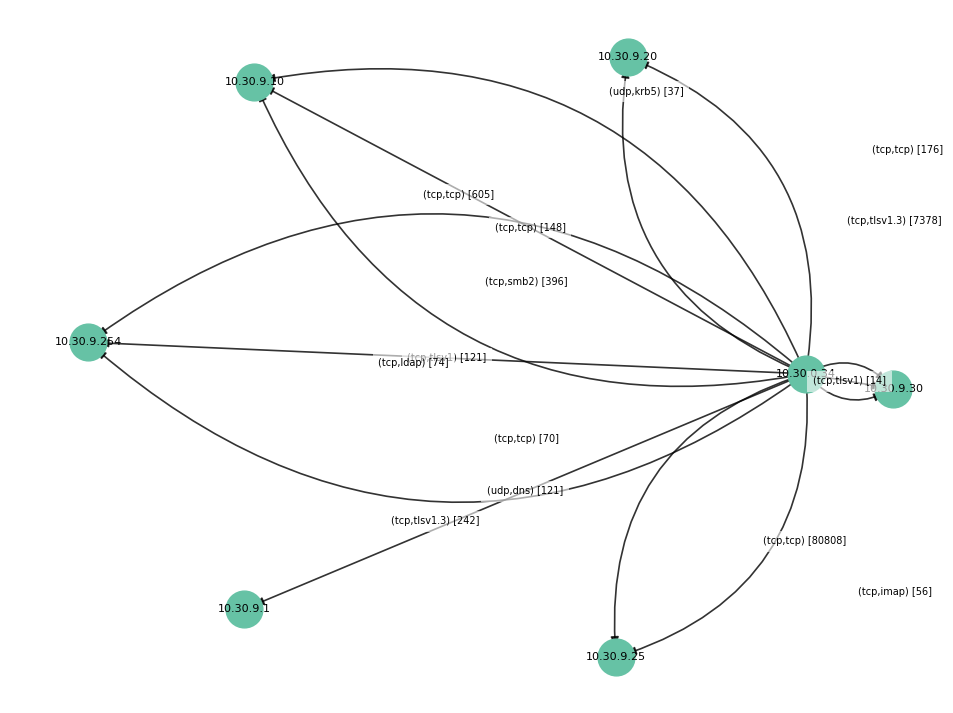 10.30.9.20
10.30.9.10
(udp,krb5) [37]
(tcp,tcp) [176]
(tcp,tcp) [605]
(tcp,tlsv1.3) [7378]
(tcp,tcp) [148]
(tcp,smb2) [396]
10.30.9.254
(tcp,tlsv1) [121]
(tcp,ldap) [74]
(tcp,tlsv1) [14]
10.30.9.30
(tcp,tcp) [70]
(udp,dns) [121]
(tcp,tlsv1.3) [242]
(tcp,tcp) [80808]
(tcp,imap) [56]
10.30.9.1
10.30.9.25